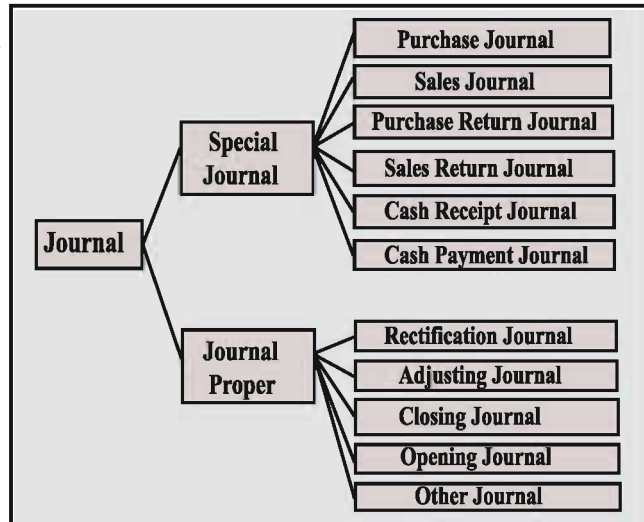 Purchase Journal
Sales Journal
Purchase Return Journal
Sales Return Journal
Cash Receipt Journal
Cash Payment Journal
Special
Journal
Journal
Journal
Proper
Rectification Journal
Adjusting Journal
Closing Journal
Opening Journal
Other Journal